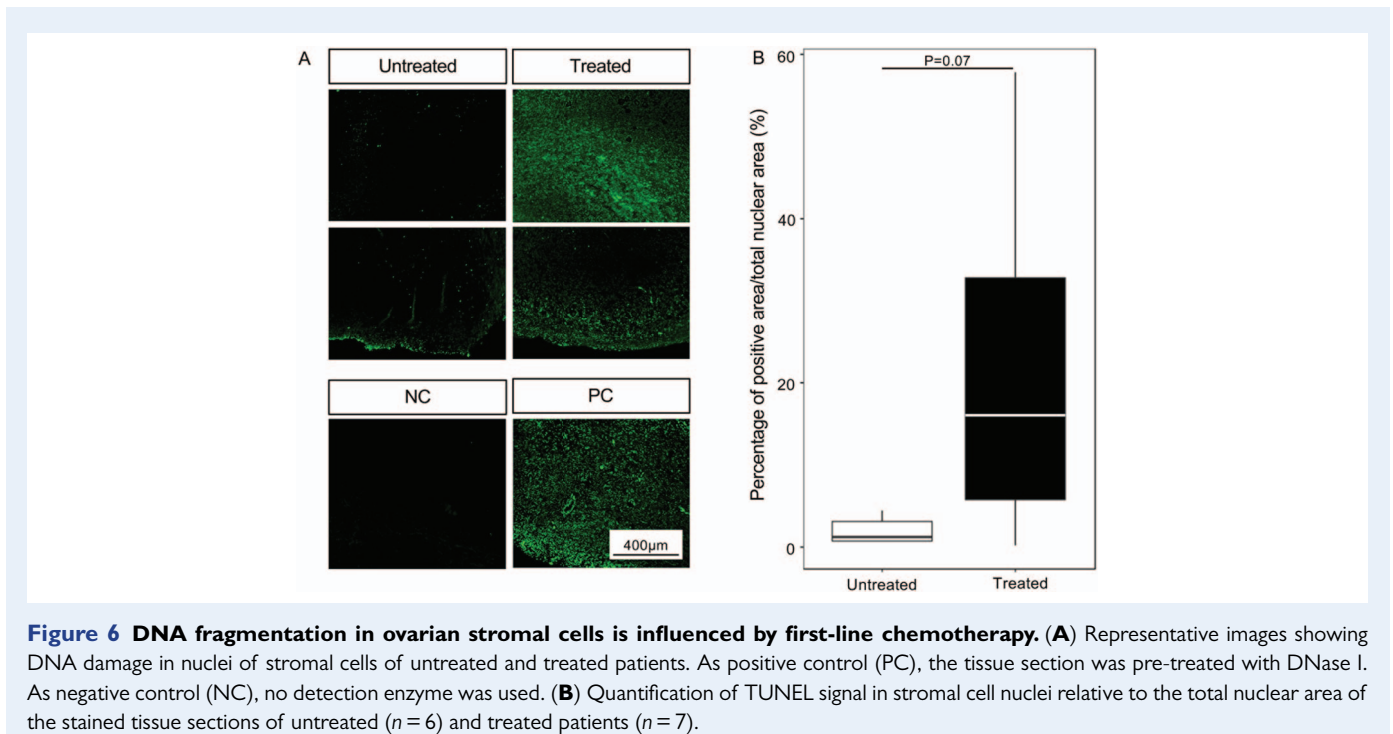 A
Untreated
Treated
NC
PC
400µm
B
P=0.07
Percentage of positive area/total nuclear area (%)
60
40
20
0
Untreated
Treated
Figure 6 DNA fragmentation in ovarian stromal cells is influenced by first-line chemotherapy. (A) Representative images showing
DNA damage in nuclei of stromal cells of untreated and treated patients. As positive control (PC), the tissue section was pre-treated with DNase I.
As negative control (NC), no detection enzyme was used. (B) Quantification of TUNEL signal in stromal cell nuclei relative to the total nuclear area of
the stained tissue sections of untreated (n = 6) and treated patients (n = 7).